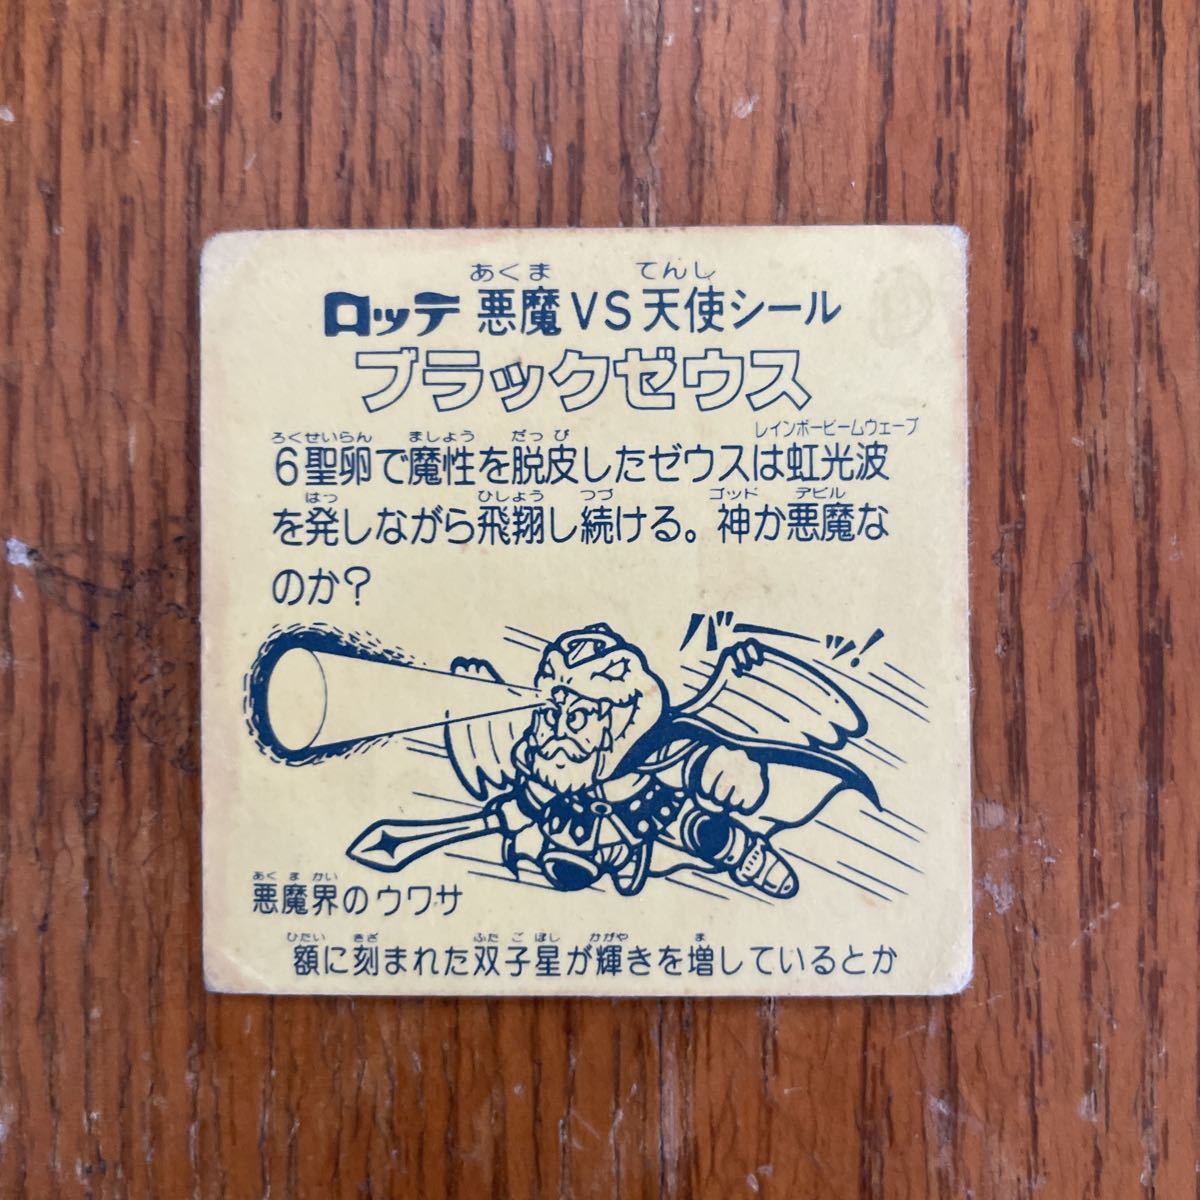 あくま てんし
ロッテ 悪魔VS天使シール
ブラックゼウス
ろくせいらん ましょう だっぴ レインボービームウェーブ
6聖卵で魔性を脱皮したゼウスは虹光波
はっ ひしょう つづ ゴッド デビル
を発しながら飛翔し続ける。神か悪魔な
のか?
バーッ!
あくまかい
悪魔界のウワサ
ひたい きざ ふたごぼし かがや ま
額に刻まれた双子星が輝きを増しているとか